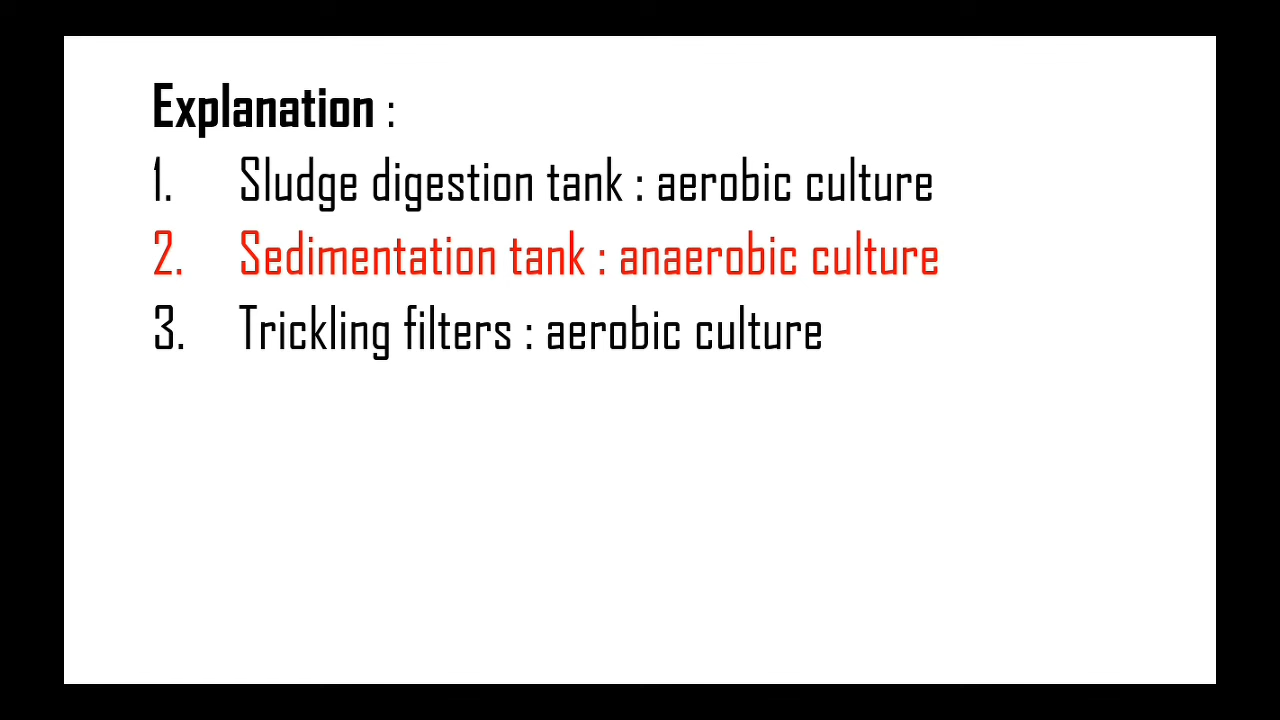 Explanation :
1. Sludge digestion tank : aerobic culture
2. Sedimentation tank : anaerobic culture
3. Trickling filters : aerobic culture